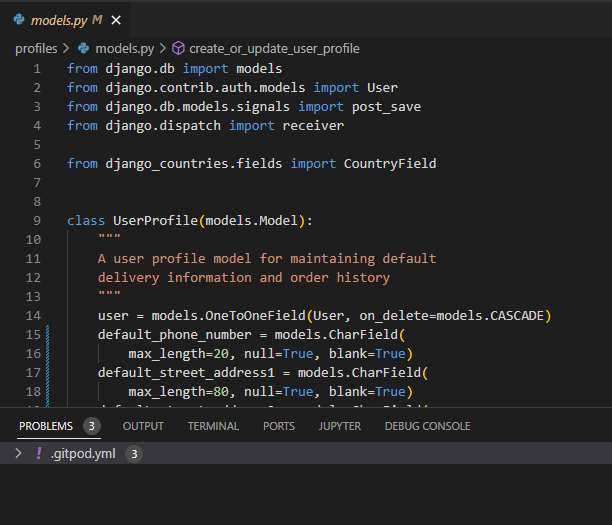 models.py M ×
profiles > models.py > create_or_update_user_profile
1 from django.db import models
2 from django.contrib.auth.models import User
3 from django.db.models.signals import post_save
4 from django.dispatch import receiver
5
6 from django_countries.fields import CountryField
7
8
9 class UserProfile(models.Model):
10 """
11 A user profile model for maintaining default
12 delivery information and order history
13 """
14 user = models.OneToOneField(User, on_delete=models.CASCADE)
15 default_phone_number = models.CharField(
16 max_length=20, null=True, blank=True)
17 default_street_address1 = models.CharField(
18 max_length=80, null=True, blank=True)
PROBLEMS 3 OUTPUT TERMINAL PORTS JUPYTER DEBUG CONSOLE
> ! .gitpod.yml 3